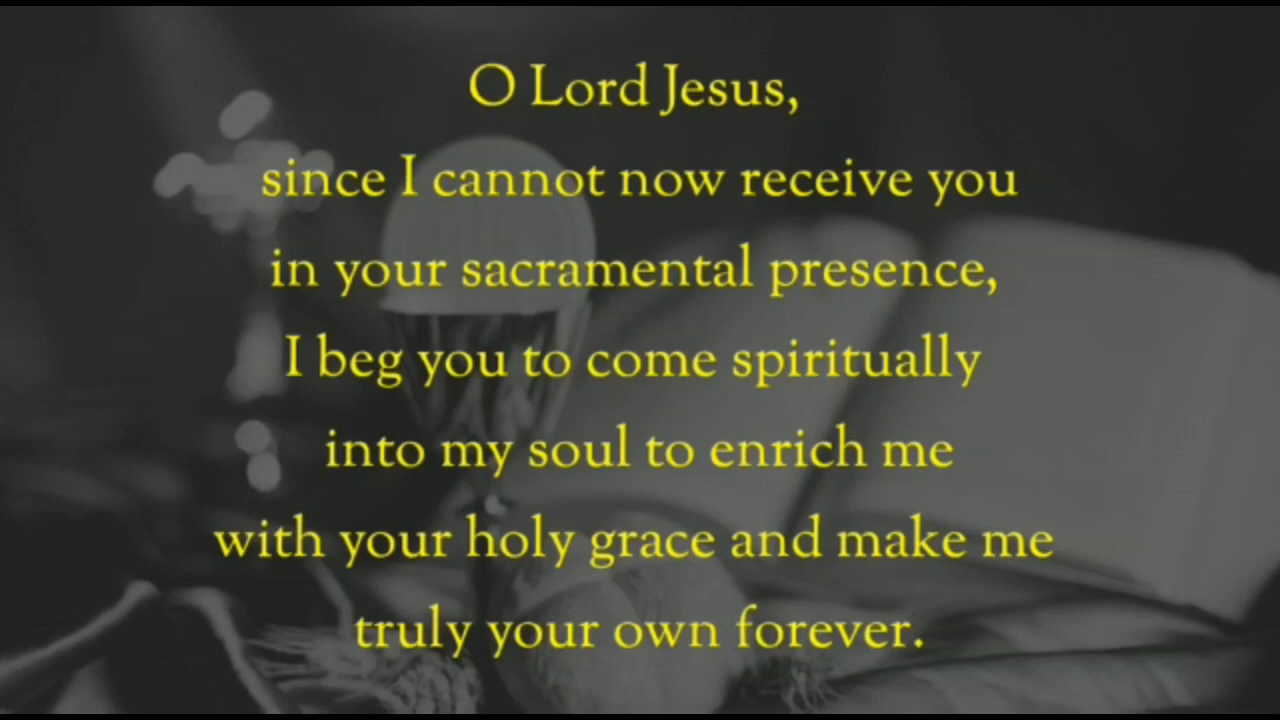 O Lord Jesus,
since I cannot now receive you
in your sacramental presence,
I beg you to come spiritually
into my soul to enrich me
with your holy grace and make me
truly your own forever.